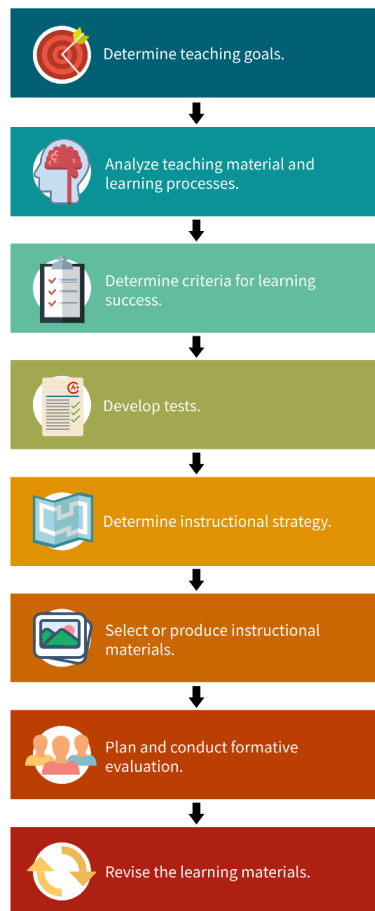 Determine teaching goals.
Analyze teaching material and
learning processes.
Determine criteria for learning
success.
Develop tests.
Determine instructional strategy.
Select or produce instructional
materials.
Plan and conduct formative
evaluation.
Revise the learning materials.